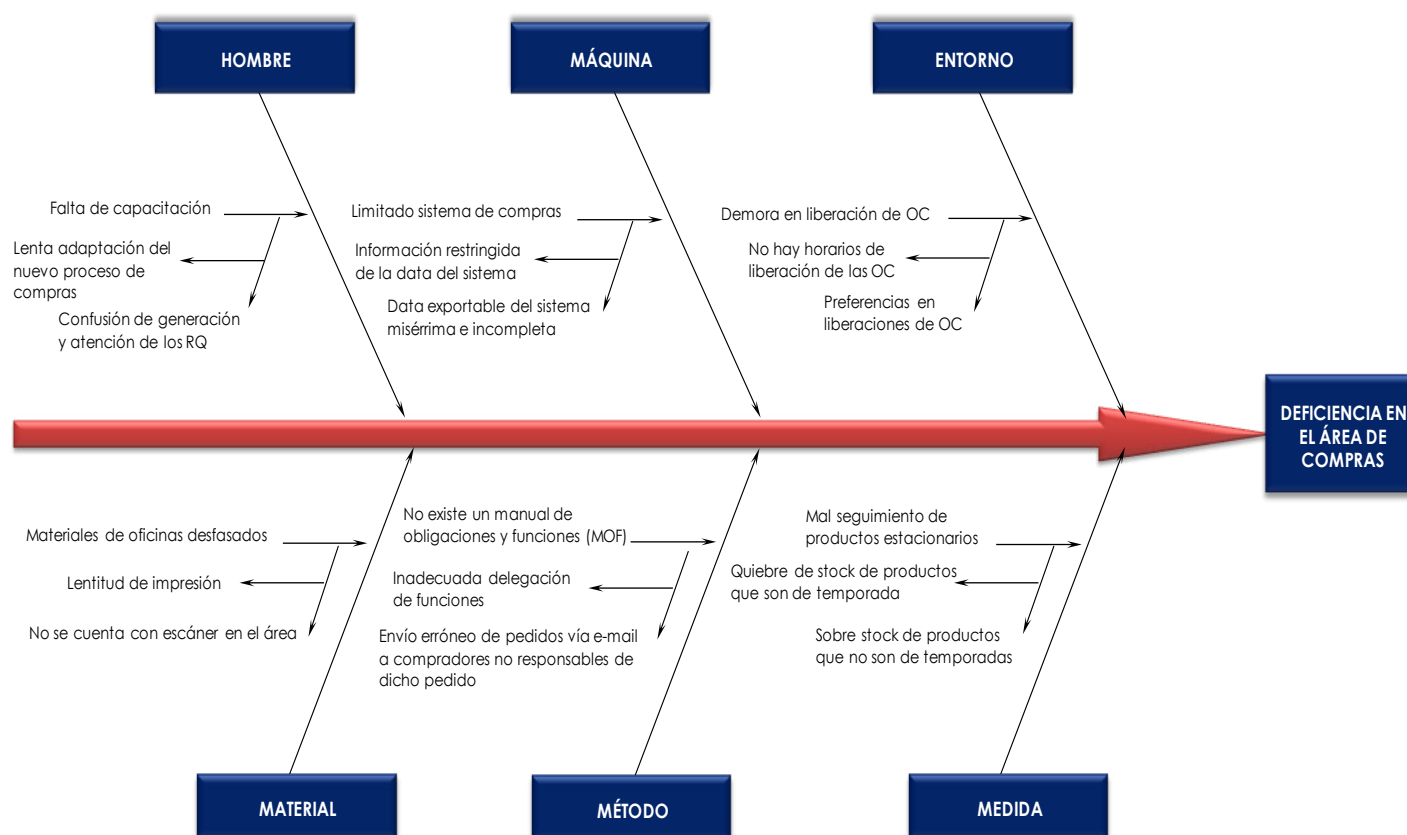 HOMBRE
MÁQUINA
ENTORNO
Falta de capacitación
Lenta adaptación del
nuevo proceso de
compras
Confusión de generación
y atención de los RQ
Limitado sistema de compras
Información restringida
de la data del sistema
Data exportable del sistema
misérrima e incompleta
Demora en liberación de OC
No hay horarios de
liberación de las OC
Preferencias en
liberaciones de OC
DEFICIENCIA EN
EL ÁREA DE
COMPRAS
Materiales de oficinas desfasados
Lentitud de impresión
No se cuenta con escáner en el área
No existe un manual de
obligaciones y funciones (MOF)
Inadecuada delegación
de funciones
Envío erróneo de pedidos vía e-mail
a compradores no responsables de
dicho pedido
Mal seguimiento de
productos estacionarios
Quiebre de stock de productos
que son de temporada
Sobre stock de productos
que no son de temporadas
MATERIAL
MÉTODO
MEDIDA